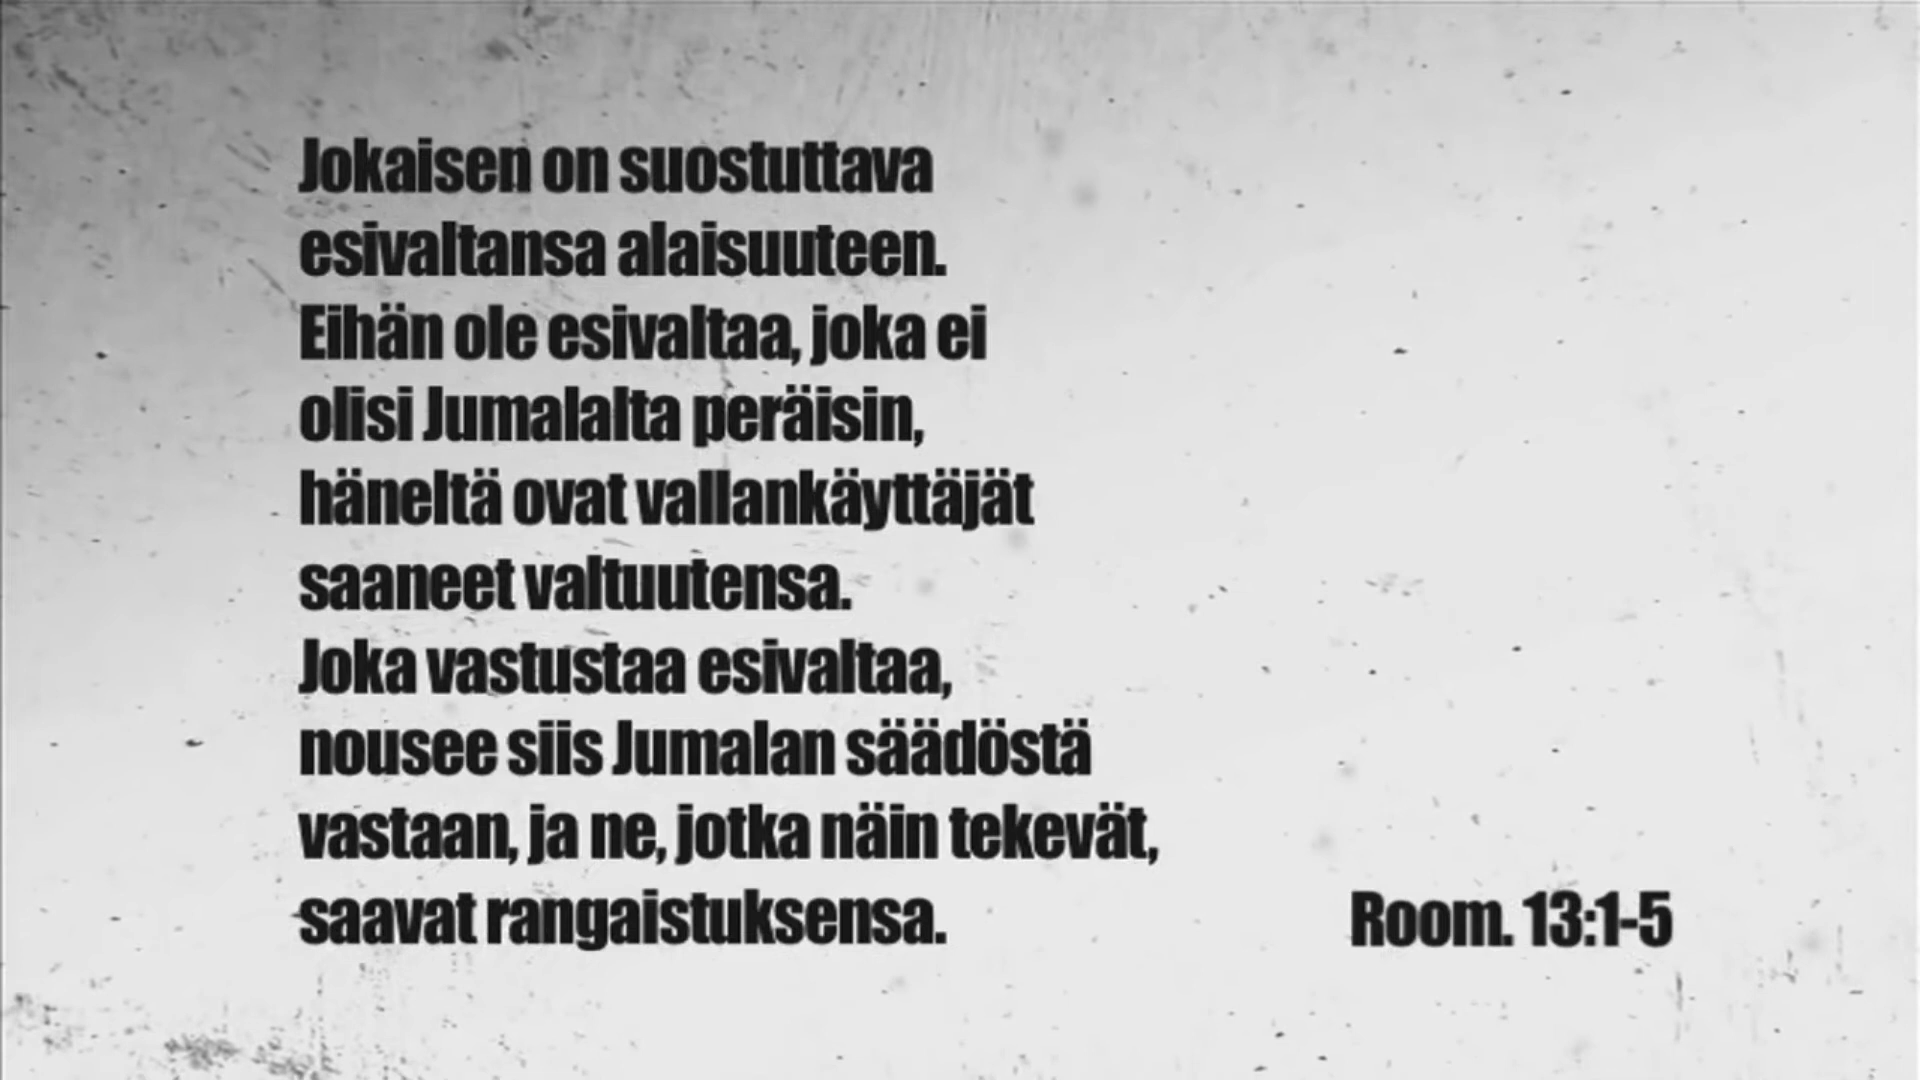 Jokaisen on suostuttava
esivaltansa alaisuuteen.
Eihän ole esivaltaa, joka ei
olisi Jumalalta peräisin,
häneltä ovat vallankäyttäjät
saaneet valtuutensa.
Joka vastustaa esivaltaa,
nousee siis Jumalan säädöstä
vastaan, ja ne, jotka näin tekevät,
saavat rangaistuksensa.
Room. 13:1-5